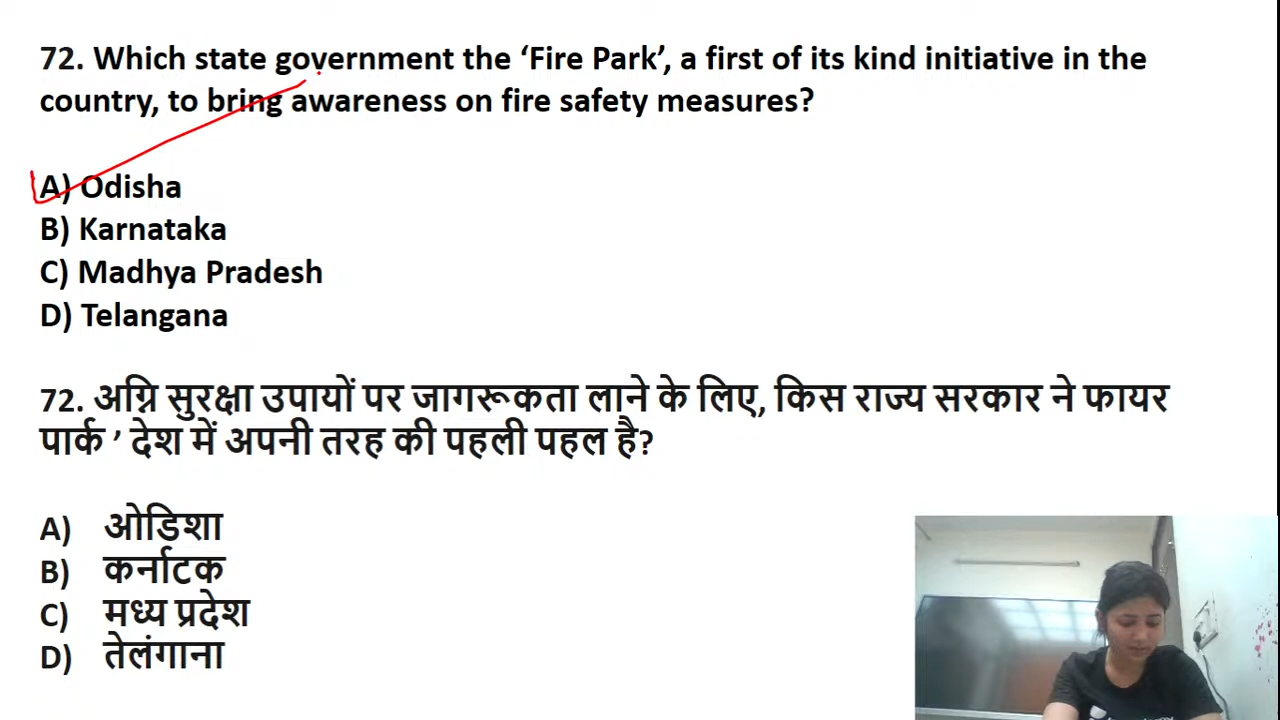 72. Which state government the ‘Fire Park’, a first of its kind initiative in the
country, to bring awareness on fire safety measures?
A) Odisha
B) Karnataka
C) Madhya Pradesh
D) Telangana
72. अग्नि सुरक्षा उपायों पर जागरूकता लाने के लिए, किस राज्य सरकार ने फायर
पार्क ’ देश में अपनी तरह की पहली पहल है?
A) ओडिशा
B) कर्नाटक
C) मध्य प्रदेश
D) तेलंगाना